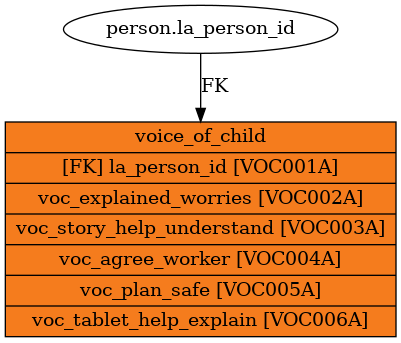 person.la_person_id
FK
voice_of_child
[FK] la_person_id [VOC001A]
voc_explained_worries [VOC002A]
voc_story_help_understand [VOC003A]
voc_agree_worker [VOC004A]
voc_plan_safe [VOC005A]
voc_tablet_help_explain [VOC006A]